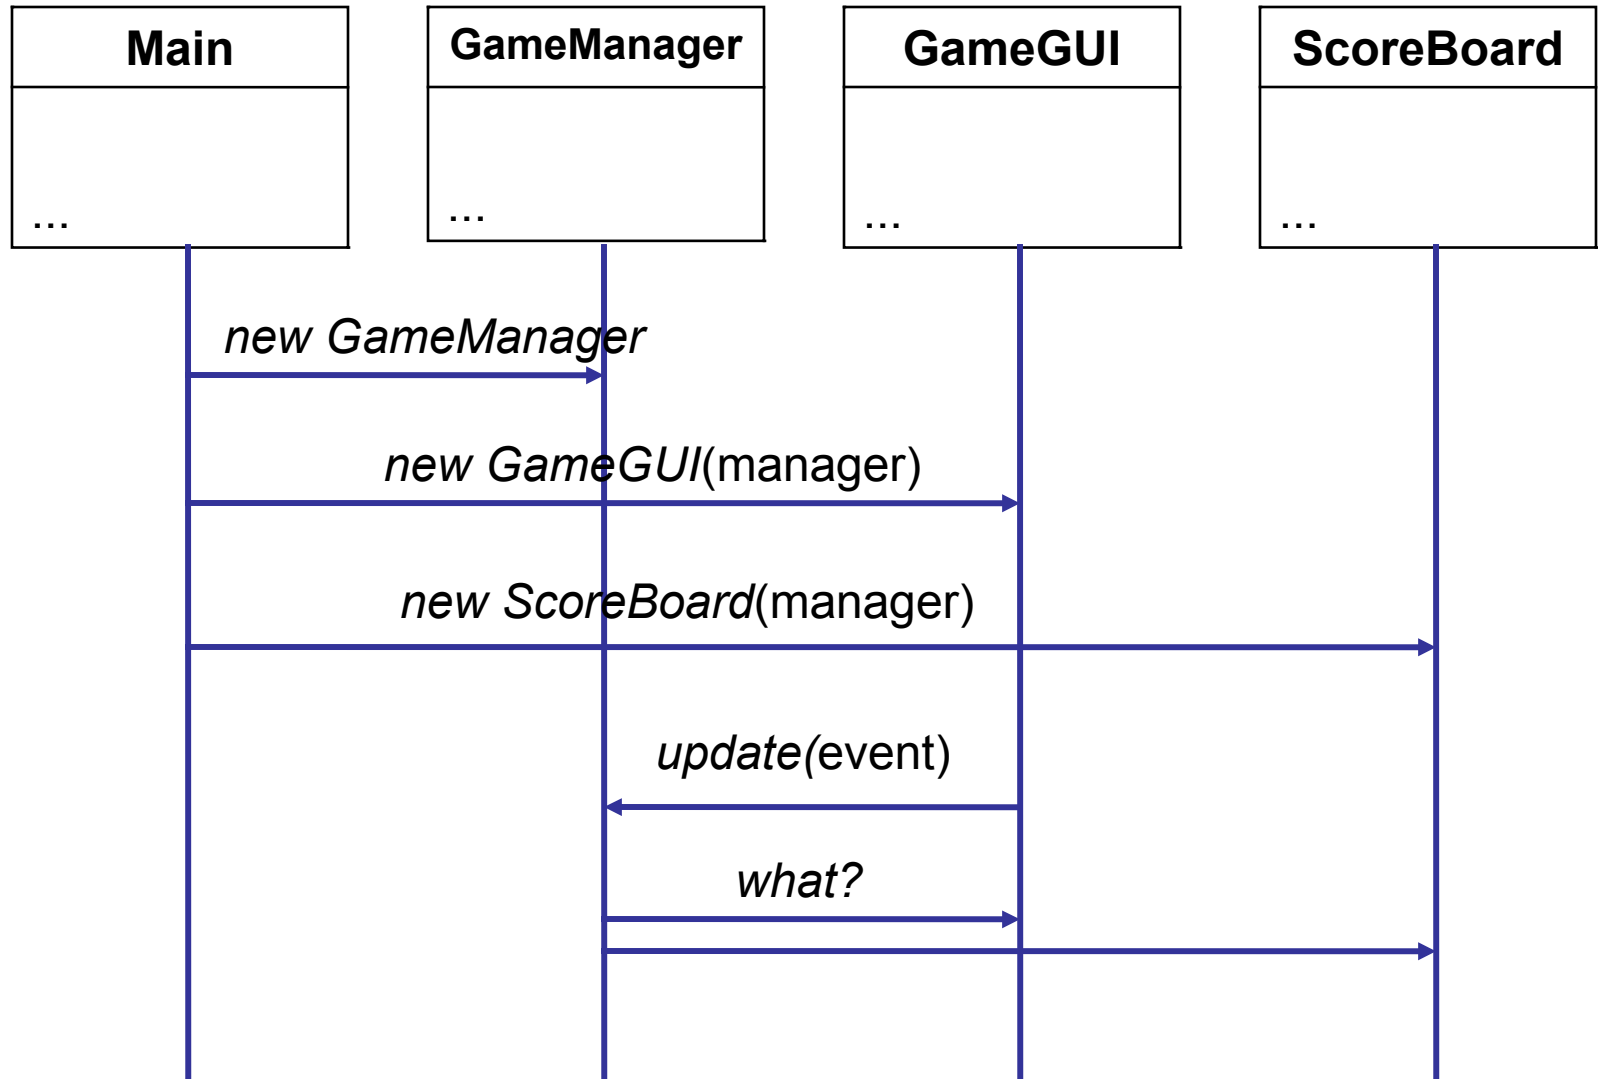 Main
GameManager
GameGUI
ScoreBoard
...
...
...
...
new GameManager
new GameGUI(manager)
new ScoreBoard(manager)
update(event)
what?